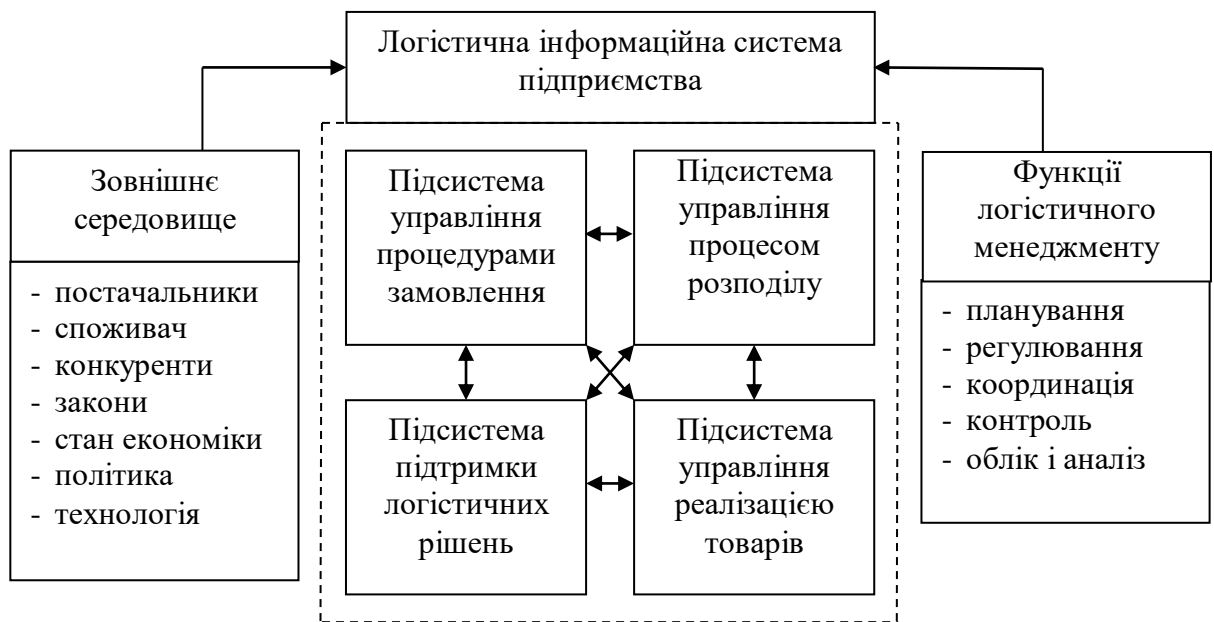 Логістична інформаційна система
підприємства
Зовнішнє
середовище
- постачальники
- споживач
- конкуренти
- закони
- стан економіки
- політика
- технологія
Підсистема
управління
процедурами
замовлення
Підсистема
управління
процесом
розподілу
Підсистема
підтримки
логістичних
рішень
Підсистема
управління
реалізацією
товарів
Функції
логістичного
менеджменту
- планування
- регулювання
- координація
- контроль
- облік і аналіз